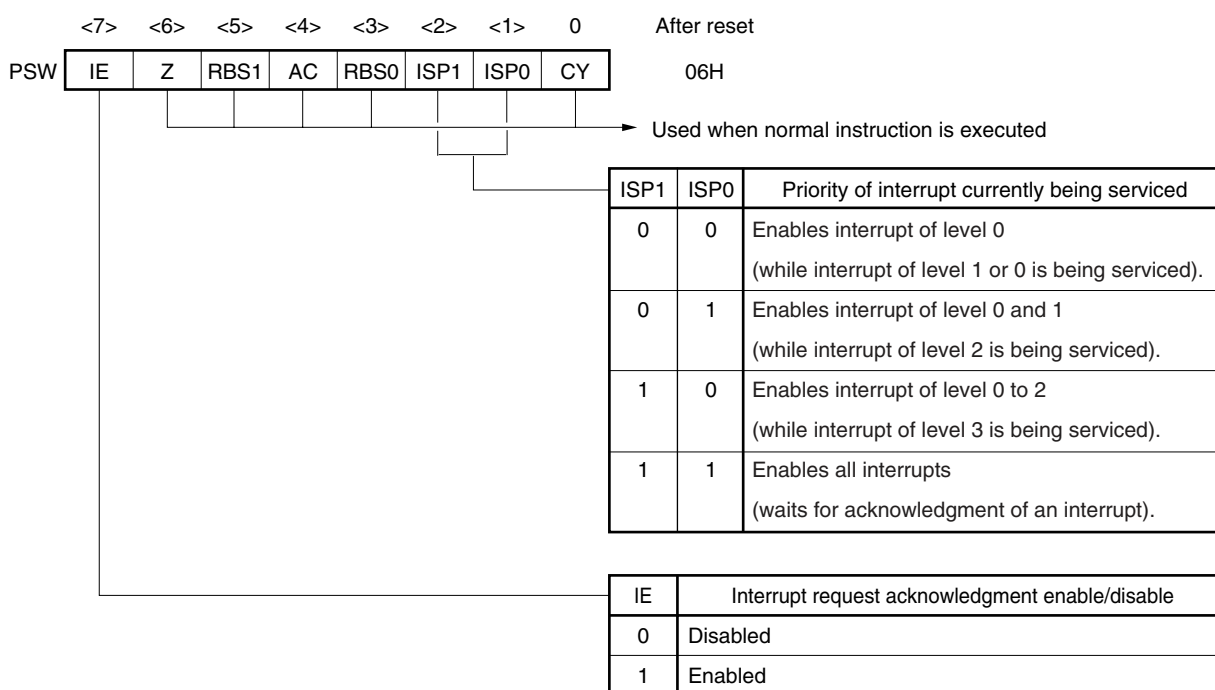 <7> <6> <5> <4> <3> <2> <1> 0 After reset
PSW IE Z RBS1 AC RBS0 ISP1 ISP0 CY 06H
Used when normal instruction is executed
ISP1 ISP0 Priority of interrupt currently being serviced
0 0 Enables interrupt of level 0
(while interrupt of level 1 or 0 is being serviced).
0 1 Enables interrupt of level 0 and 1
(while interrupt of level 2 is being serviced).
1 0 Enables interrupt of level 0 to 2
(while interrupt of level 3 is being serviced).
1 1 Enables all interrupts
(waits for acknowledgment of an interrupt).
IE Interrupt request acknowledgment enable/disable
0 Disabled
1 Enabled